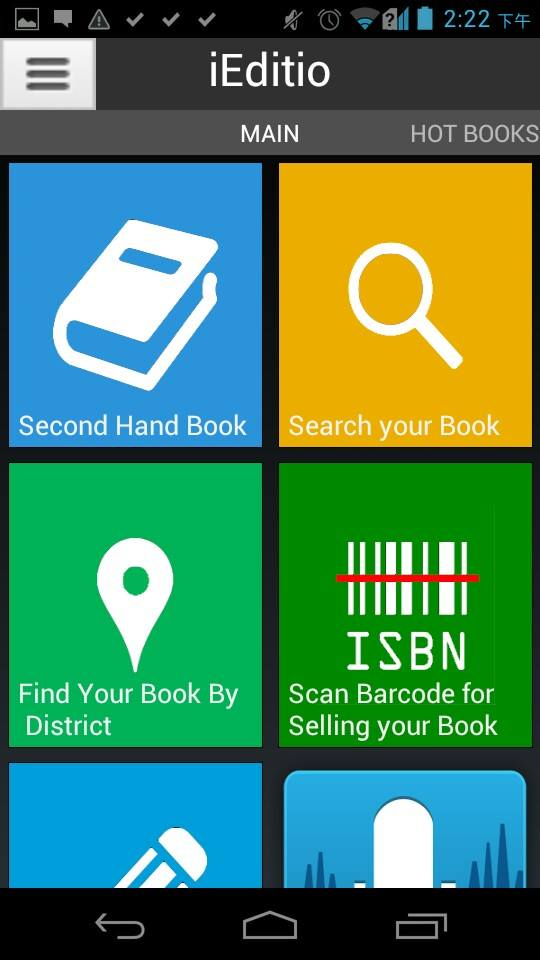 2:22 下午
iEditio
MAIN
HOT BOOKS
Second Hand Book
Search your Book
ISBN
Find Your Book By
District
Scan Barcode for
Selling your Book